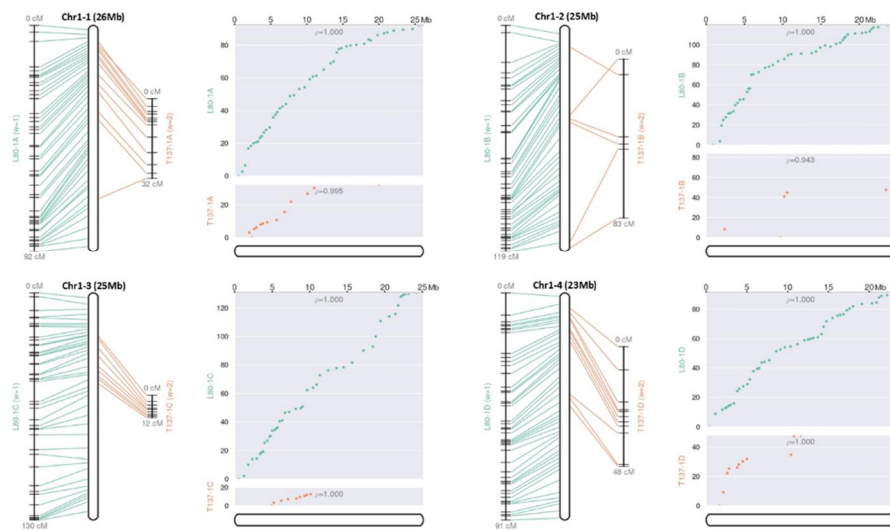 Chr1-1 (26Mb)
0 cM
L80-1A (w=1)
92 cM
0 cM
T137-1A (w=2)
32 cM
0 5 10 15 20 25 Mb
ρ=1.000
L80-1A
80
60
40
20
0
ρ=0.995
T137-1A
20
0
Chr1-2 (25Mb)
0 cM
L80-1B (w=1)
119 cM
0 cM
T137-1B (w=2)
83 cM
0 5 10 15 20 Mb
ρ=1.000
L80-1B
100
80
60
40
20
0
ρ=0.943
T137-1B
80
60
40
20
0
Chr1-3 (25Mb)
0 cM
L80-1C (w=1)
130 cM
0 cM
T137-1C (w=2)
12 cM
0 5 10 15 20 25 Mb
ρ=1.000
L80-1C
120
100
80
60
40
20
0
ρ=1.000
T137-1C
20
0
Chr1-4 (23Mb)
0 cM
L80-1D (w=1)
91 cM
0 cM
T137-1D (w=2)
48 cM
0 5 10 15 20 Mb
ρ=1.000
L80-1D
80
60
40
20
0
ρ=1.000
T137-1D
40
20
0